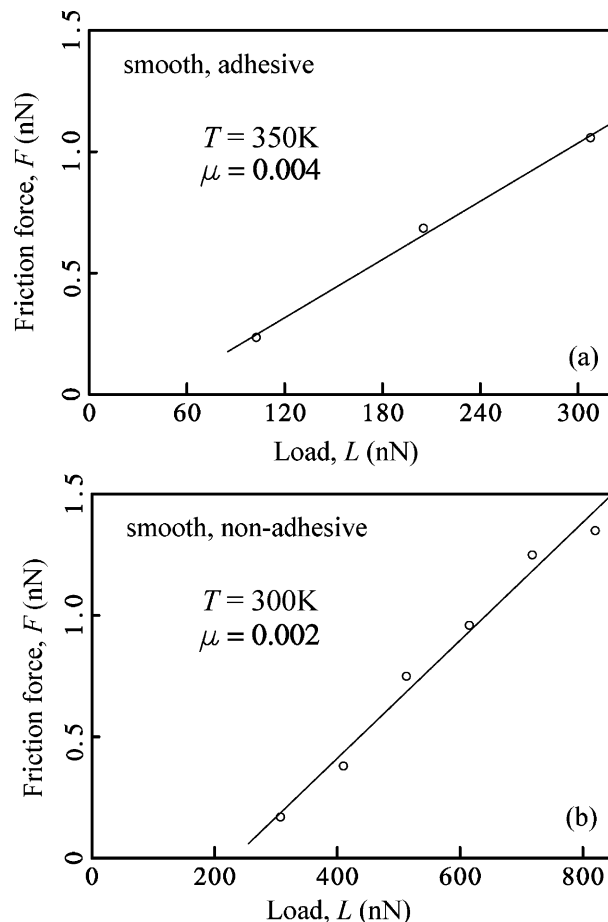 1.5
smooth, adhesive
T = 350K
μ = 0.004
1.0
0.5
0
Friction force, F (nN)
(a)
0 60 120 180 240 300
Load, L (nN)
1.5
smooth, non-adhesive
T = 300K
μ = 0.002
1.0
0.5
0
Friction force, F (nN)
(b)
0 200 400 600 800
Load, L (nN)